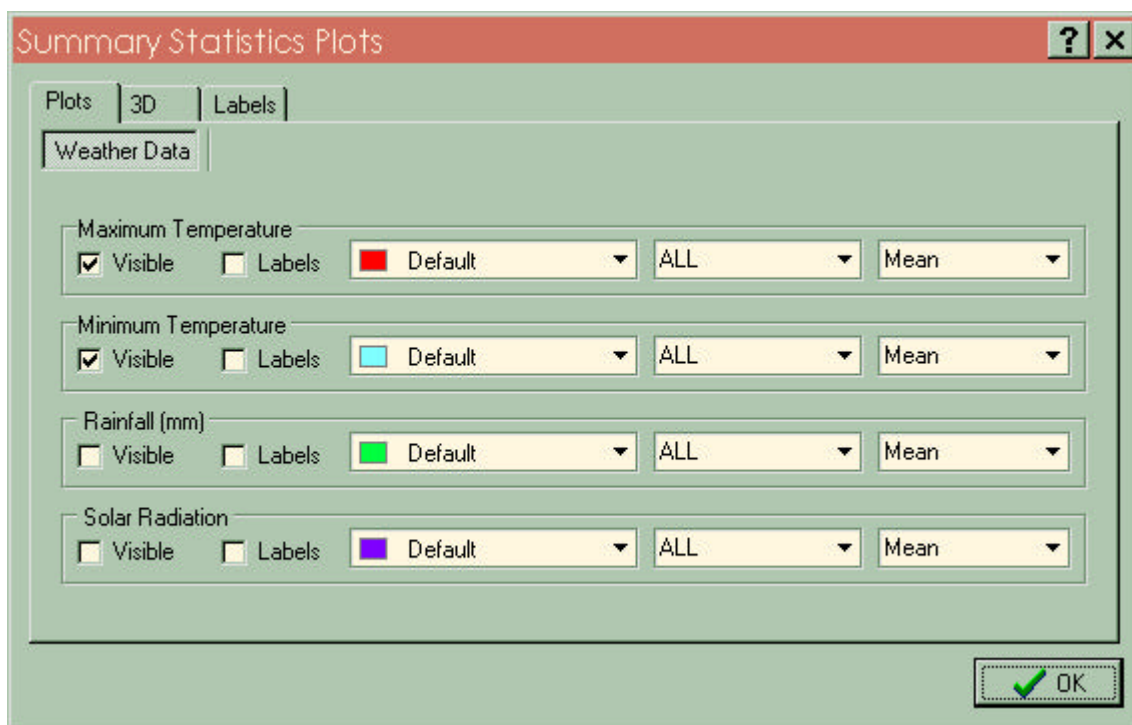 Summary Statistics Plots
Plots 3D Labels
Weather Data
Maximum Temperature
Visible Labels Default ALL Mean
Minimum Temperature
Visible Labels Default ALL Mean
Rainfall (mm)
Visible Labels Default ALL Mean
Solar Radiation
Visible Labels Default ALL Mean
OK